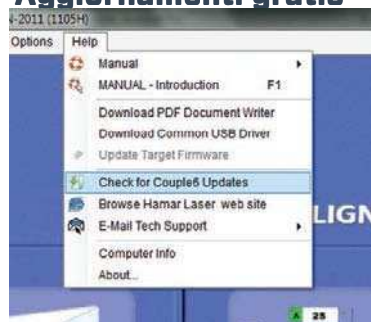 Aggiornamenti gratis
-2011 (1105H)
Options Help
Manual
MANUAL - Introduction F1
Download PDF Document Writer
Download Common USB Driver
Update Target Firmware
Check for Couple6 Updates
Browse Hamar Laser web site
E-Mail Tech Support
Computer Info
About...
LIGN
A 25